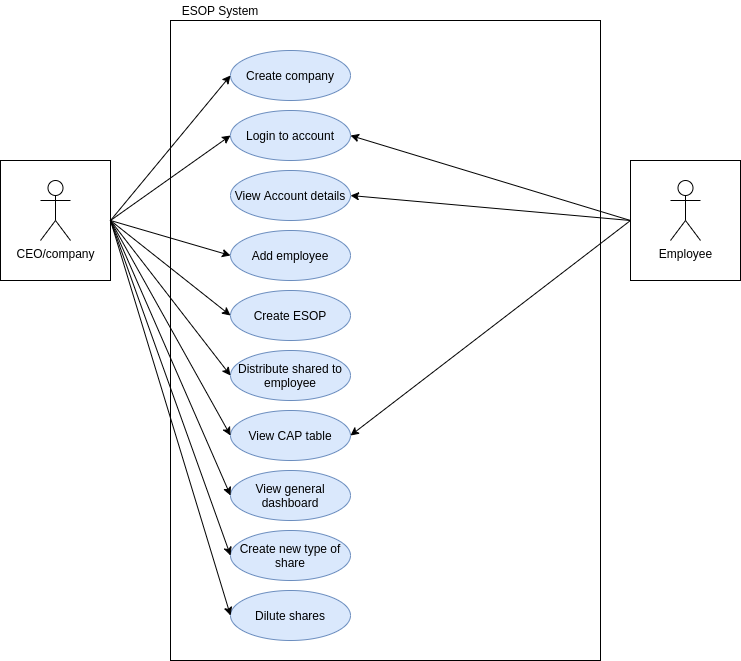 ESOP System
Create company
Login to account
View Account details
CEO/company
Employee
Add employee
Create ESOP
Distribute shared to
employee
View CAP table
View general
dashboard
Create new type of
share
Dilute shares